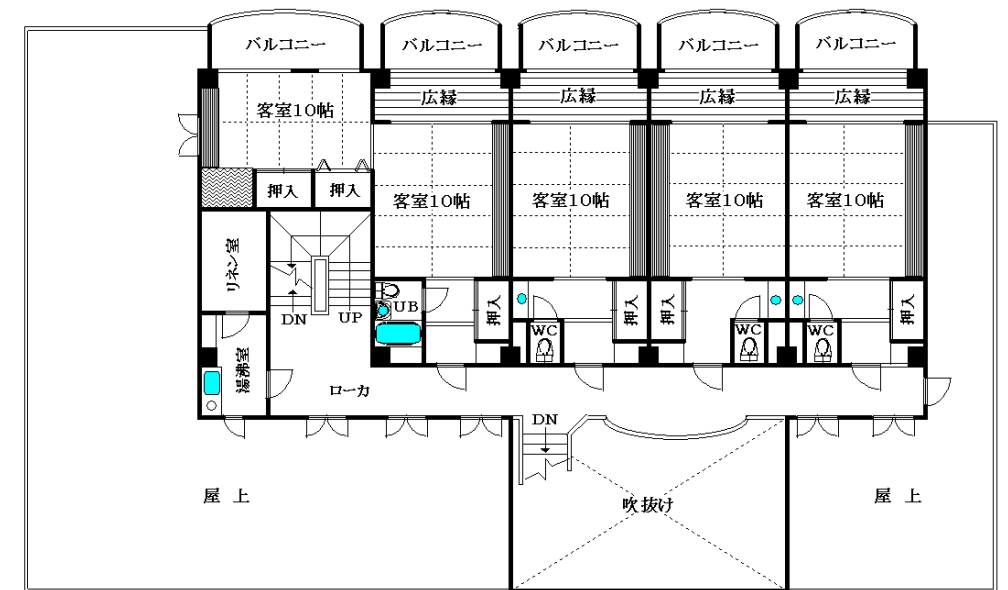 バルコニー
バルコニー
バルコニー
バルコニー
バルコニー
客室10帖
広縁
広縁
広縁
広縁
押入
押入
客室10帖
客室10帖
客室10帖
客室10帖
リネン室
DN
UP
UB
押入
押入
押入
押入
WC
WC
WC
湯沸室
ローカ
DN
屋上
吹抜け
屋上